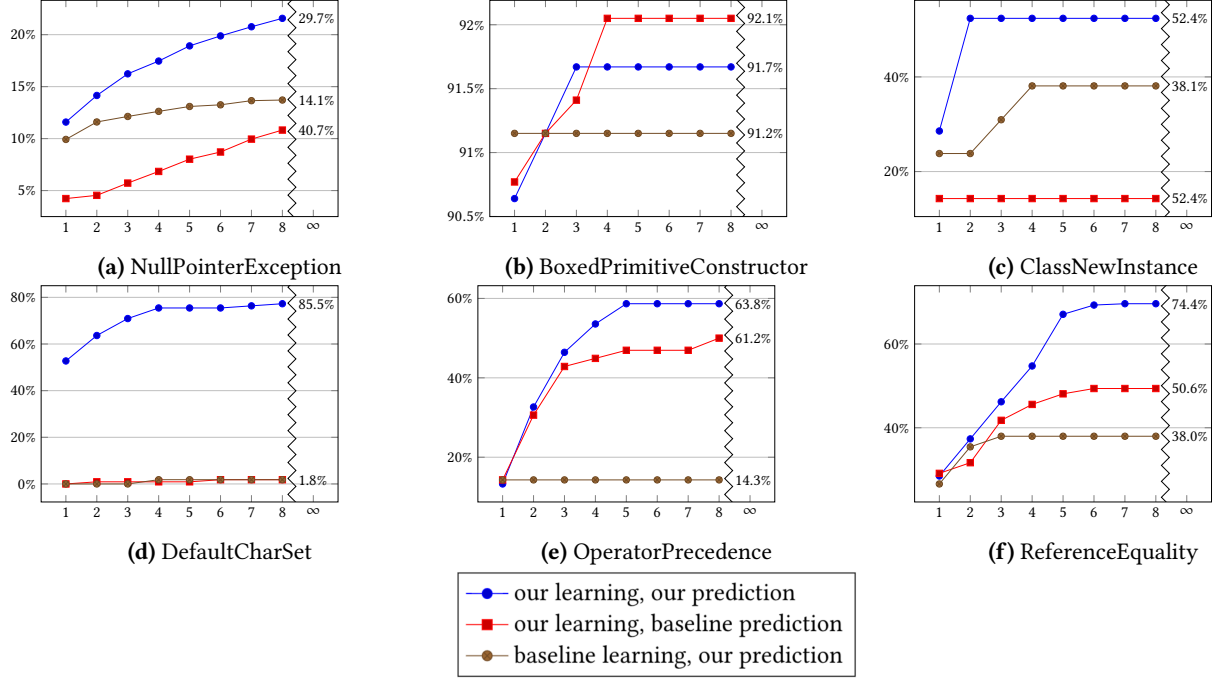 20%
15%
10%
5%
29.7%
14.1%
40.7%
1 2 3 4 5 6 7 8 ∞
(a) NullPointerException
92%
91.5%
91%
90.5%
92.1%
91.7%
91.2%
1 2 3 4 5 6 7 8 ∞
(b) BoxedPrimitiveConstructor
40%
20%
52.4%
38.1%
52.4%
1 2 3 4 5 6 7 8 ∞
(c) ClassNewInstance
80%
60%
40%
20%
0%
85.5%
1.8%
1 2 3 4 5 6 7 8 ∞
(d) DefaultCharSet
60%
40%
20%
63.8%
61.2%
14.3%
1 2 3 4 5 6 7 8 ∞
(e) OperatorPrecedence
60%
40%
74.4%
50.6%
38.0%
1 2 3 4 5 6 7 8 ∞
(f) ReferenceEquality
our learning, our prediction
our learning, baseline prediction
baseline learning, our prediction